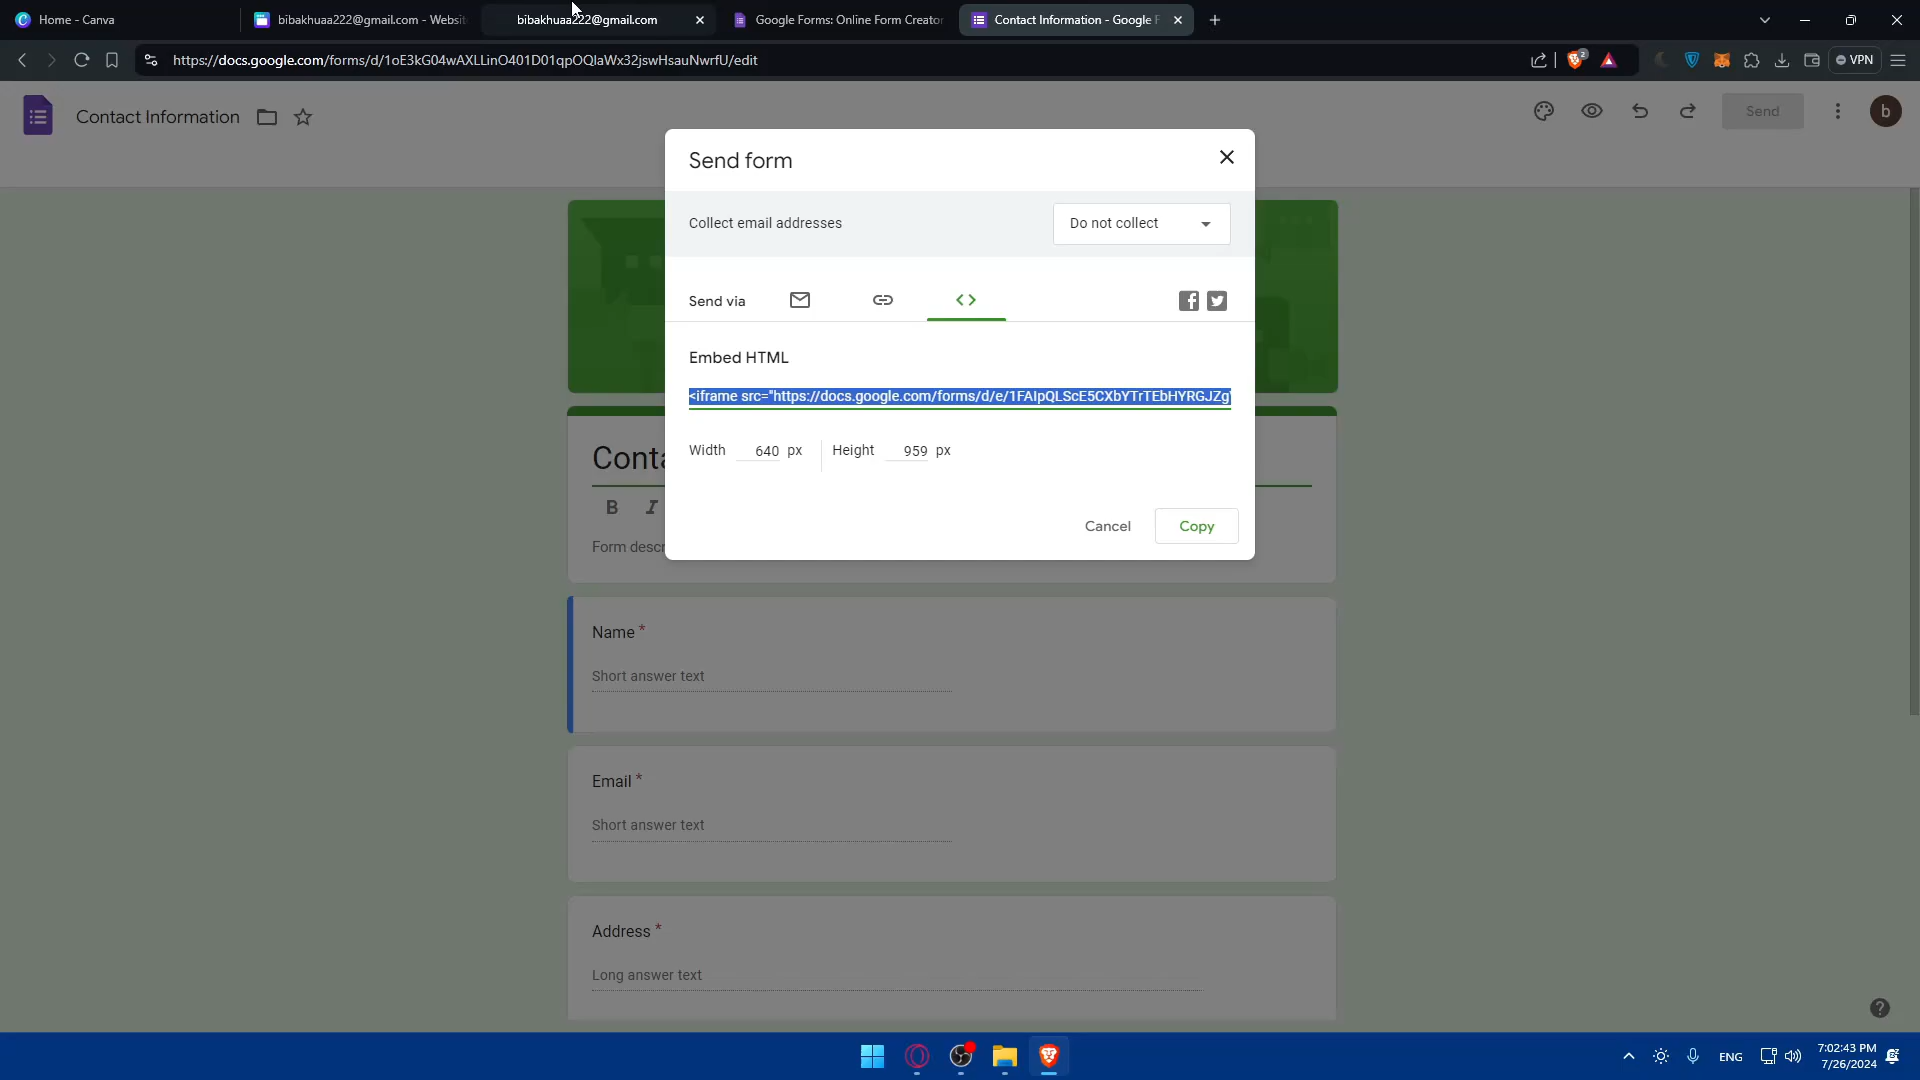 Home - Canva
bibakhuaa222@gmail.com - Websit
bibakhuaa222@gmail.com
Google Forms: Online Form Creator
Contact Information - Google F
https://docs.google.com/forms/d/1oE3kG04wAXLLinO401D01qpOQlaWx32jswHsauNwrfU/edit
2
VPN
Contact Information
Send
b
Send form
Collect email addresses
Do not collect
Send via
Embed HTML
<iframe src="https://docs.google.com/forms/d/e/1FAIpQLScE5CXbYTrTEbHYRGJZg
Width 640 px
Height 959 px
Cancel
Copy
Conta
B I
Form descr
Name *
Short answer text
Email *
Short answer text
Address *
Long answer text
ENG
7:02:43 PM
7/26/2024